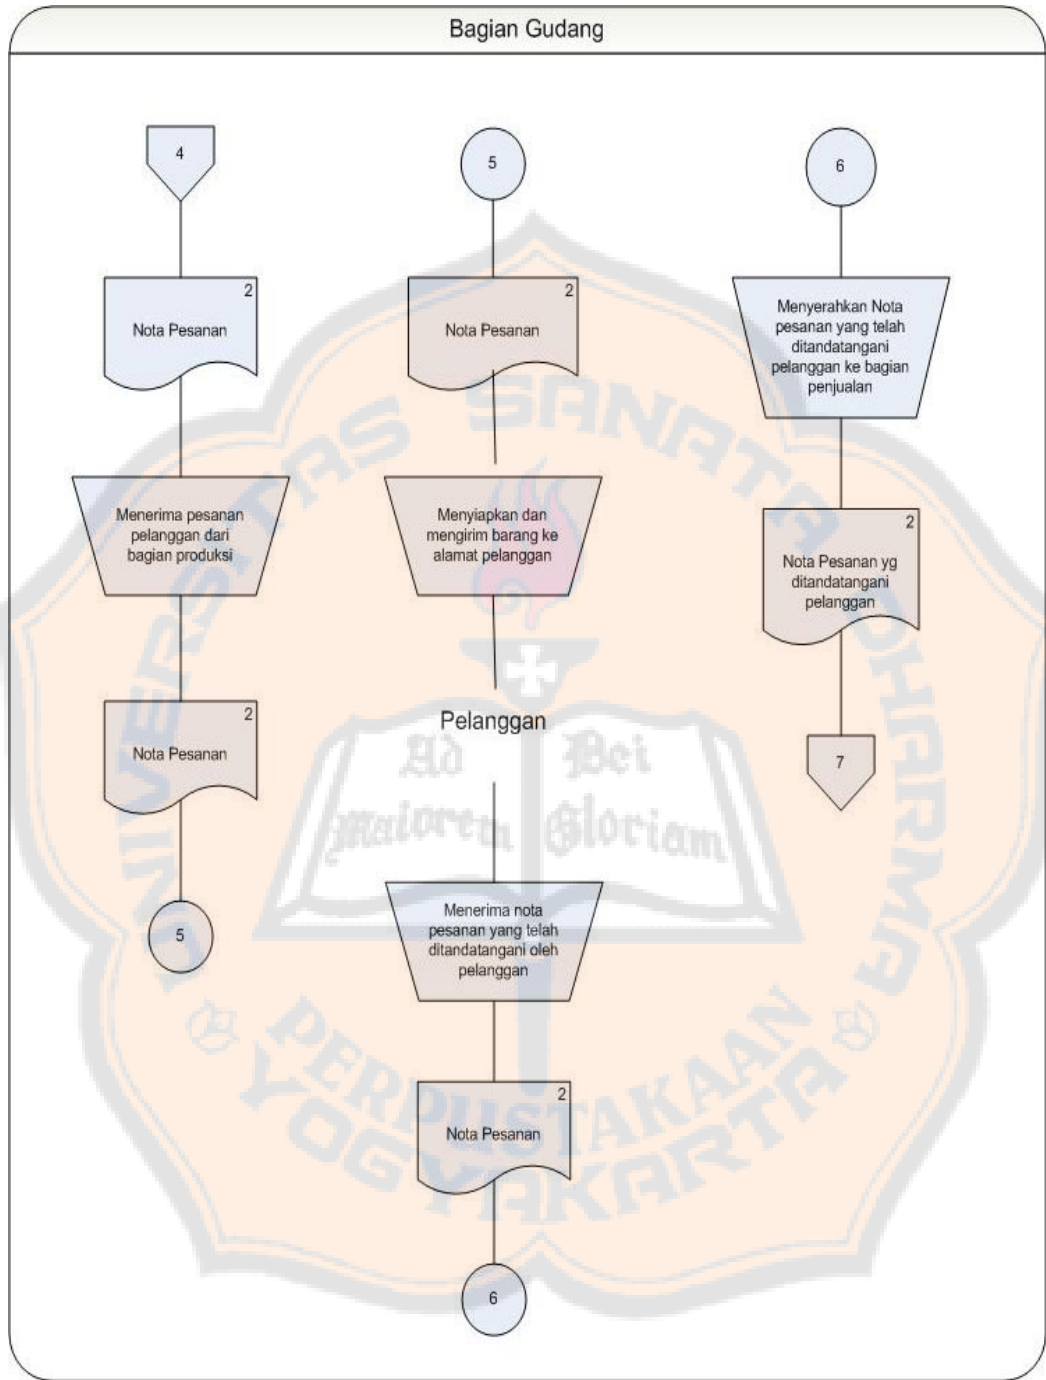 Bagian Gudang
4
2
Nota Pesanan
Menerima pesanan
pelanggan dari
bagian produksi
2
Nota Pesanan
5
5
2
Nota Pesanan
Menyiapkan dan
mengirim barang ke
alamat pelanggan
Pelanggan
Menerima nota
pesanan yang telah
ditandatangani oleh
pelanggan
2
Nota Pesanan
6
6
Menyerahkan Nota
pesanan yang telah
ditandatangani
pelanggan ke bagian
penjualan
2
Nota Pesanan yg
ditandatangani
pelanggan
7
UNIVERSITAS SANATA DHARMA
Ad Dei
maiorem Gloriam
PERPUSTAKAAN
YOGYAKARTA